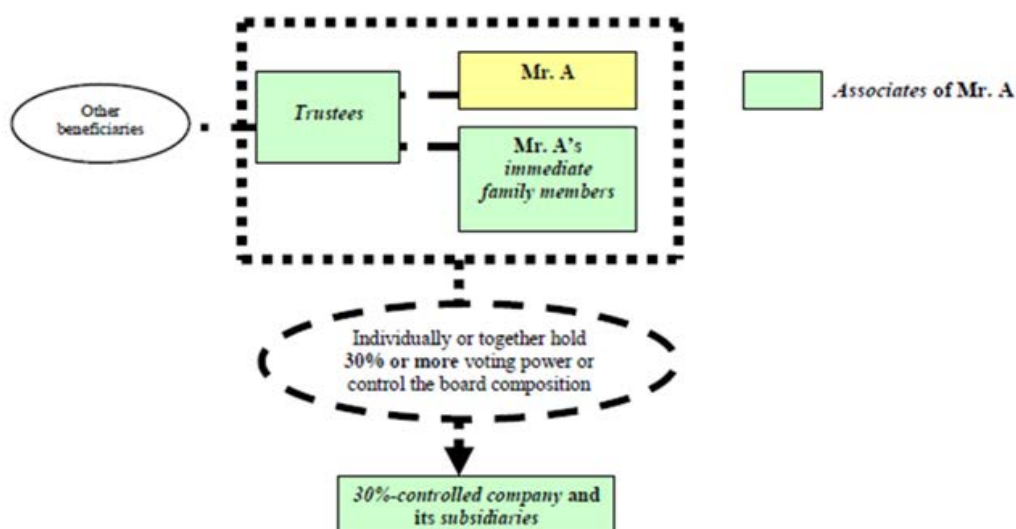 Other
beneficiaries
Trustees
Mr. A
Mr. A's
immediate
family members
Associates of Mr. A
Individually or together hold
30% or more voting power or
control the board composition
30%-controlled company and
its subsidiaries